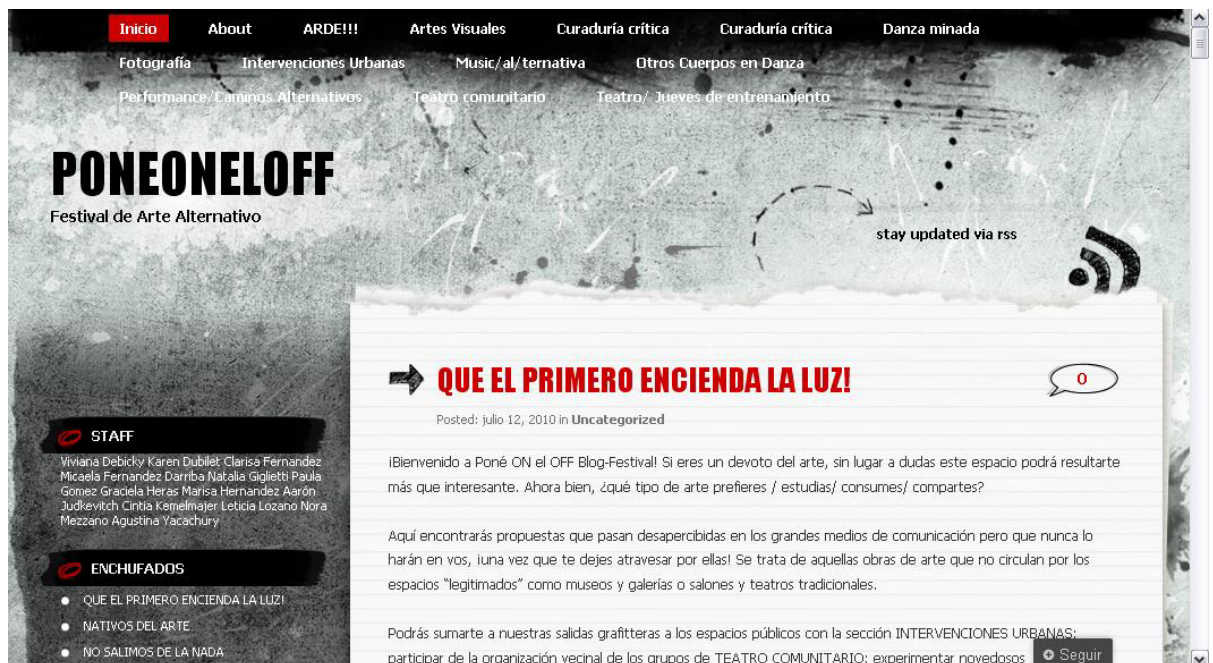 Inicio About ARDE!!! Artes Visuales Curaduría crítica Curaduría crítica Danza minada
Fotografía Intervenciones Urbanas Music/al/ternativa Otros Cuerpos en Danza
Performance/Caminos Alternativos Teatro comunitario Teatro/ Jueves de entrenamiento
PONEONELOFF
Festival de Arte Alternativo
stay updated via rss
QUE EL PRIMERO ENCIENDA LA LUZ!
0
Posted: julio 12, 2010 in Uncategorized
¡Bienvenido a Poné ON el OFF Blog-Festival! Si eres un devoto del arte, sin lugar a dudas este espacio podrá resultarte
más que interesante. Ahora bien, ¿qué tipo de arte prefieres / estudias/ consumes/ compartes?
Aquí encontrarás propuestas que pasan desapercibidas en los grandes medios de comunicación pero que nunca lo
harán en vos, ¡una vez que te dejes atravesar por ellas! Se trata de aquellas obras de arte que no circulan por los
espacios "legitimados" como museos y galerías o salones y teatros tradicionales.
Podrás sumarte a nuestras salidas grafitteras a los espacios públicos con la sección INTERVENCIONES URBANAS;
participar de la organización vecinal de los grupos de TEATRO COMUNITARIO; experimentar novedosos
Seguir
STAFF
Viviana Debicky Karen Dubilet Clarisa Fernandez
Micaela Fernandez Darriba Natalia Giglietti Paula
Gomez Graciela Heras Marisa Hernandez Aarón
Judkevitch Cintia Kemelmajer Leticia Lozano Nora
Mezzano Agustina Yacachury
ENCHUFADOS
QUE EL PRIMERO ENCIENDA LA LUZ!
NATIVOS DEL ARTE
NO SALIMOS DE LA NADA